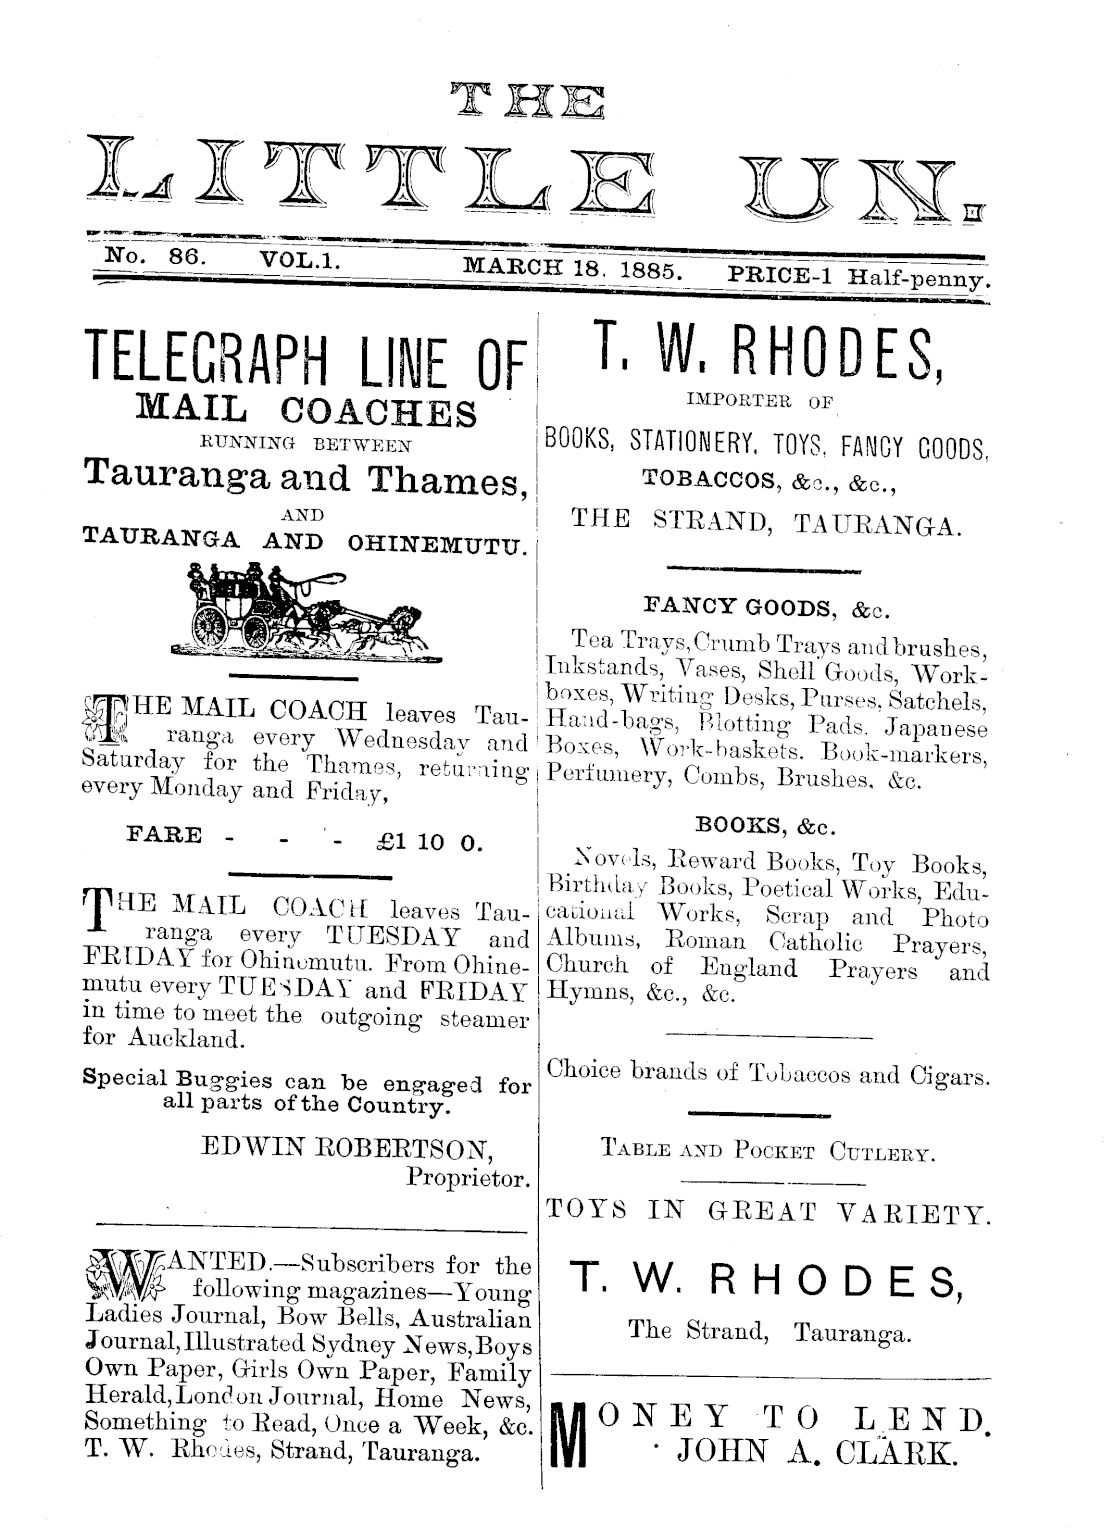 THE
LITTLE UN.
No. 86. VOL.1. MARCH 18. 1885. PRICE-1 Half-penny.
TELEGRAPH LINE OF
MAIL COACHES
RUNNING BETWEEN
Tauranga and Thames,
AND
TAURANGA AND OHINEMUTU.
THE MAIL COACH leaves Tau-
ranga every Wednesday and
Saturday for the Thames, returning
every Monday and Friday,
FARE - - - £1 10 0.
THE MAIL COACH leaves Tau-
ranga every TUESDAY and
FRIDAY for Ohinemutu. From Ohine-
mutu every TUESDAY and FRIDAY
in time to meet the outgoing steamer
for Auckland.
Special Buggies can be engaged for
all parts of the Country.
EDWIN ROBERTSON,
Proprietor.
WANTED.—Subscribers for the
following magazines—Young
Ladies Journal, Bow Bells, Australian
Journal, Illustrated Sydney News, Boys
Own Paper, Girls Own Paper, Family
Herald, London Journal, Home News,
Something to Read, Once a Week, &c.
T. W. Rhodes, Strand, Tauranga.
T. W. RHODES,
IMPORTER OF
BOOKS, STATIONERY, TOYS, FANCY GOODS,
TOBACCOS, &c., &c.,
THE STRAND, TAURANGA.
FANCY GOODS, &c.
Tea Trays, Crumb Trays and brushes,
Inkstands, Vases, Shell Goods, Work-
boxes, Writing Desks, Purses, Satchels,
Hand-bags, Blotting Pads. Japanese
Boxes, Work-baskets. Book-markers,
Perfumery, Combs, Brushes, &c.
BOOKS, &c.
Novels, Reward Books, Toy Books,
Birthday Books, Poetical Works, Edu-
cational Works, Scrap and Photo
Albums, Roman Catholic Prayers,
Church of England Prayers and
Hymns, &c., &c.
Choice brands of Tobaccos and Cigars.
TABLE AND POCKET CUTLERY.
TOYS IN GREAT VARIETY.
T. W. RHODES,
The Strand, Tauranga.
MONEY TO LEND.
JOHN A. CLARK.